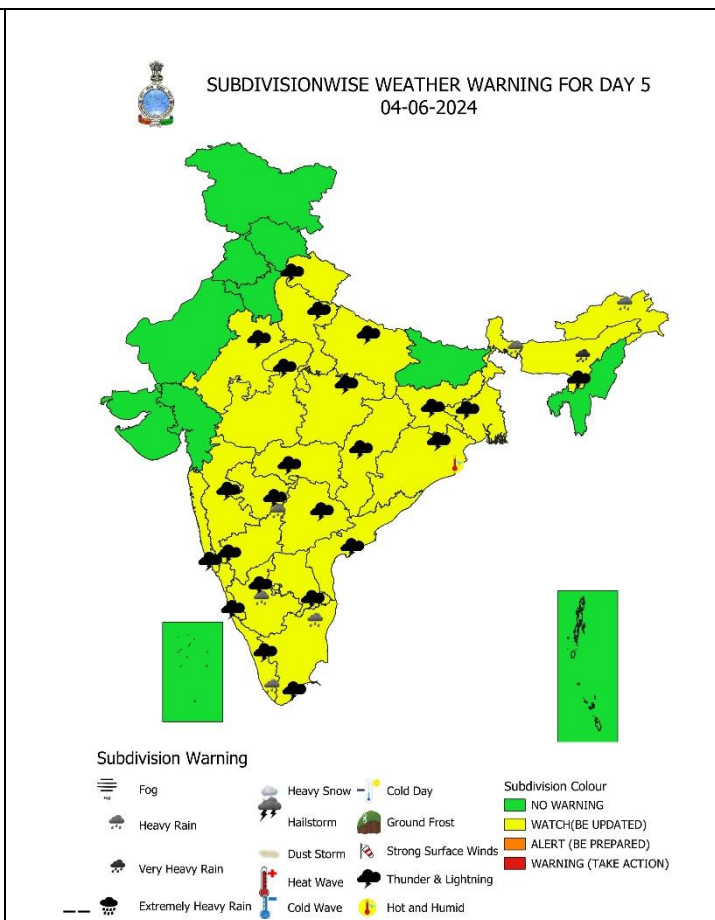 SUBDIVISIONWISE WEATHER WARNING FOR DAY 5
04-06-2024
Subdivision Warning
Fog
Heavy Rain
Very Heavy Rain
Extremely Heavy Rain
Heavy Snow
Hailstorm
Dust Storm
Heat Wave
Cold Wave
Cold Day
Ground Frost
Strong Surface Winds
Thunder & Lightning
Hot and Humid
Subdivision Colour
NO WARNING
WATCH(BE UPDATED)
ALERT (BE PREPARED)
WARNING (TAKE ACTION)